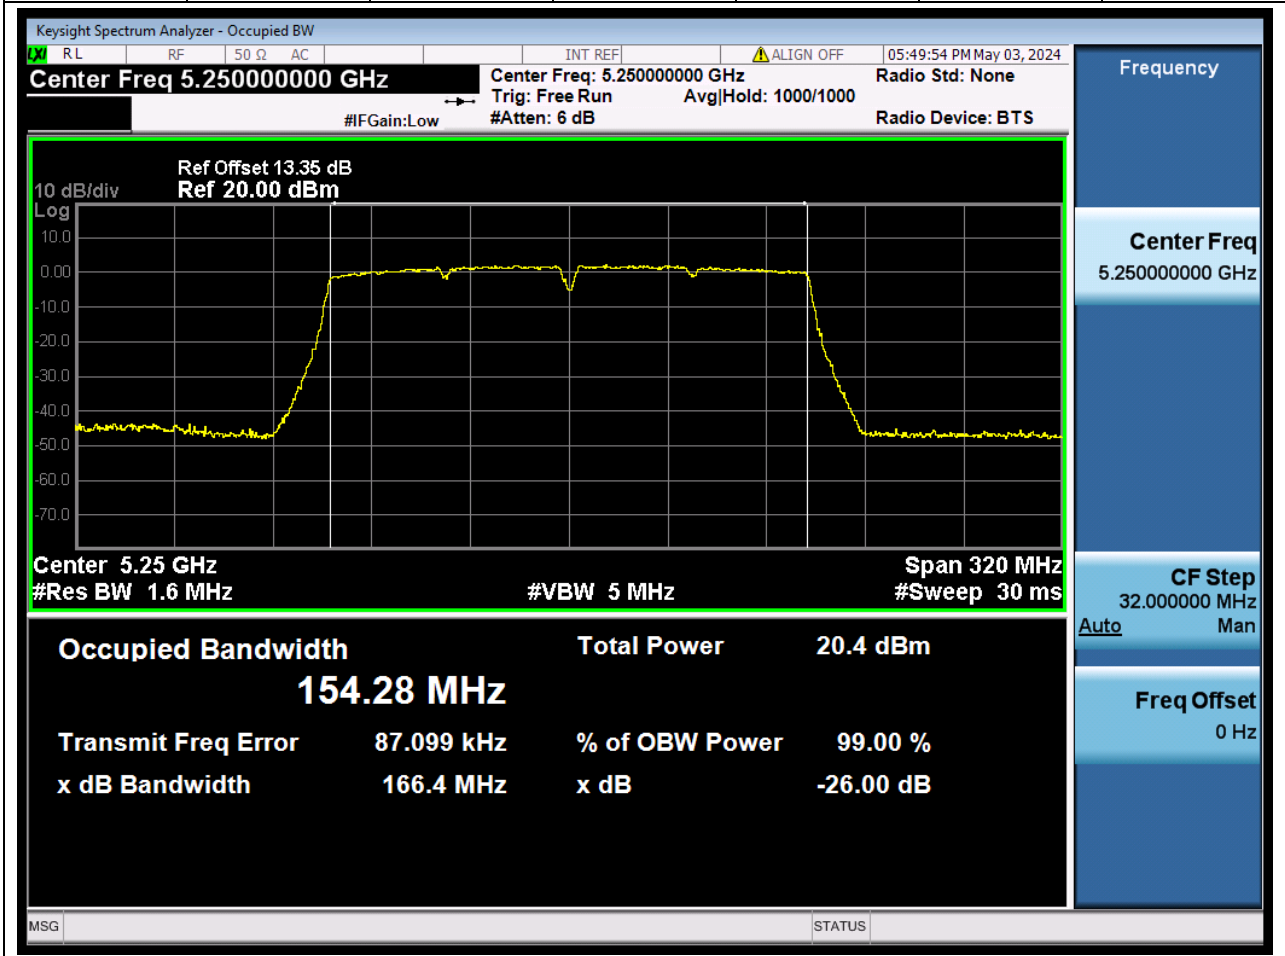 Keysight Spectrum Analyzer - Occupied BW
LXI RL RF 50 Ω AC INT REF ALIGN OFF 05:49:54 PM May 03, 2024
Center Freq 5.250000000 GHz
Center Freq: 5.250000000 GHz
Radio Std: None
Trig: Free Run Avg|Hold: 1000/1000
#IFGain:Low
#Atten: 6 dB
Radio Device: BTS
Ref Offset 13.35 dB
10 dB/div Ref 20.00 dBm
Log
10.0
0.00
-10.0
-20.0
-30.0
-40.0
-50.0
-60.0
-70.0
Center 5.25 GHz Span 320 MHz
#Res BW 1.6 MHz #VBW 5 MHz #Sweep 30 ms
Occupied Bandwidth Total Power 20.4 dBm
154.28 MHz
Transmit Freq Error 87.099 kHz % of OBW Power 99.00 %
x dB Bandwidth 166.4 MHz x dB -26.00 dB
Frequency
Center Freq
5.250000000 GHz
CF Step
32.000000 MHz
Auto Man
Freq Offset
0 Hz
MSG STATUS